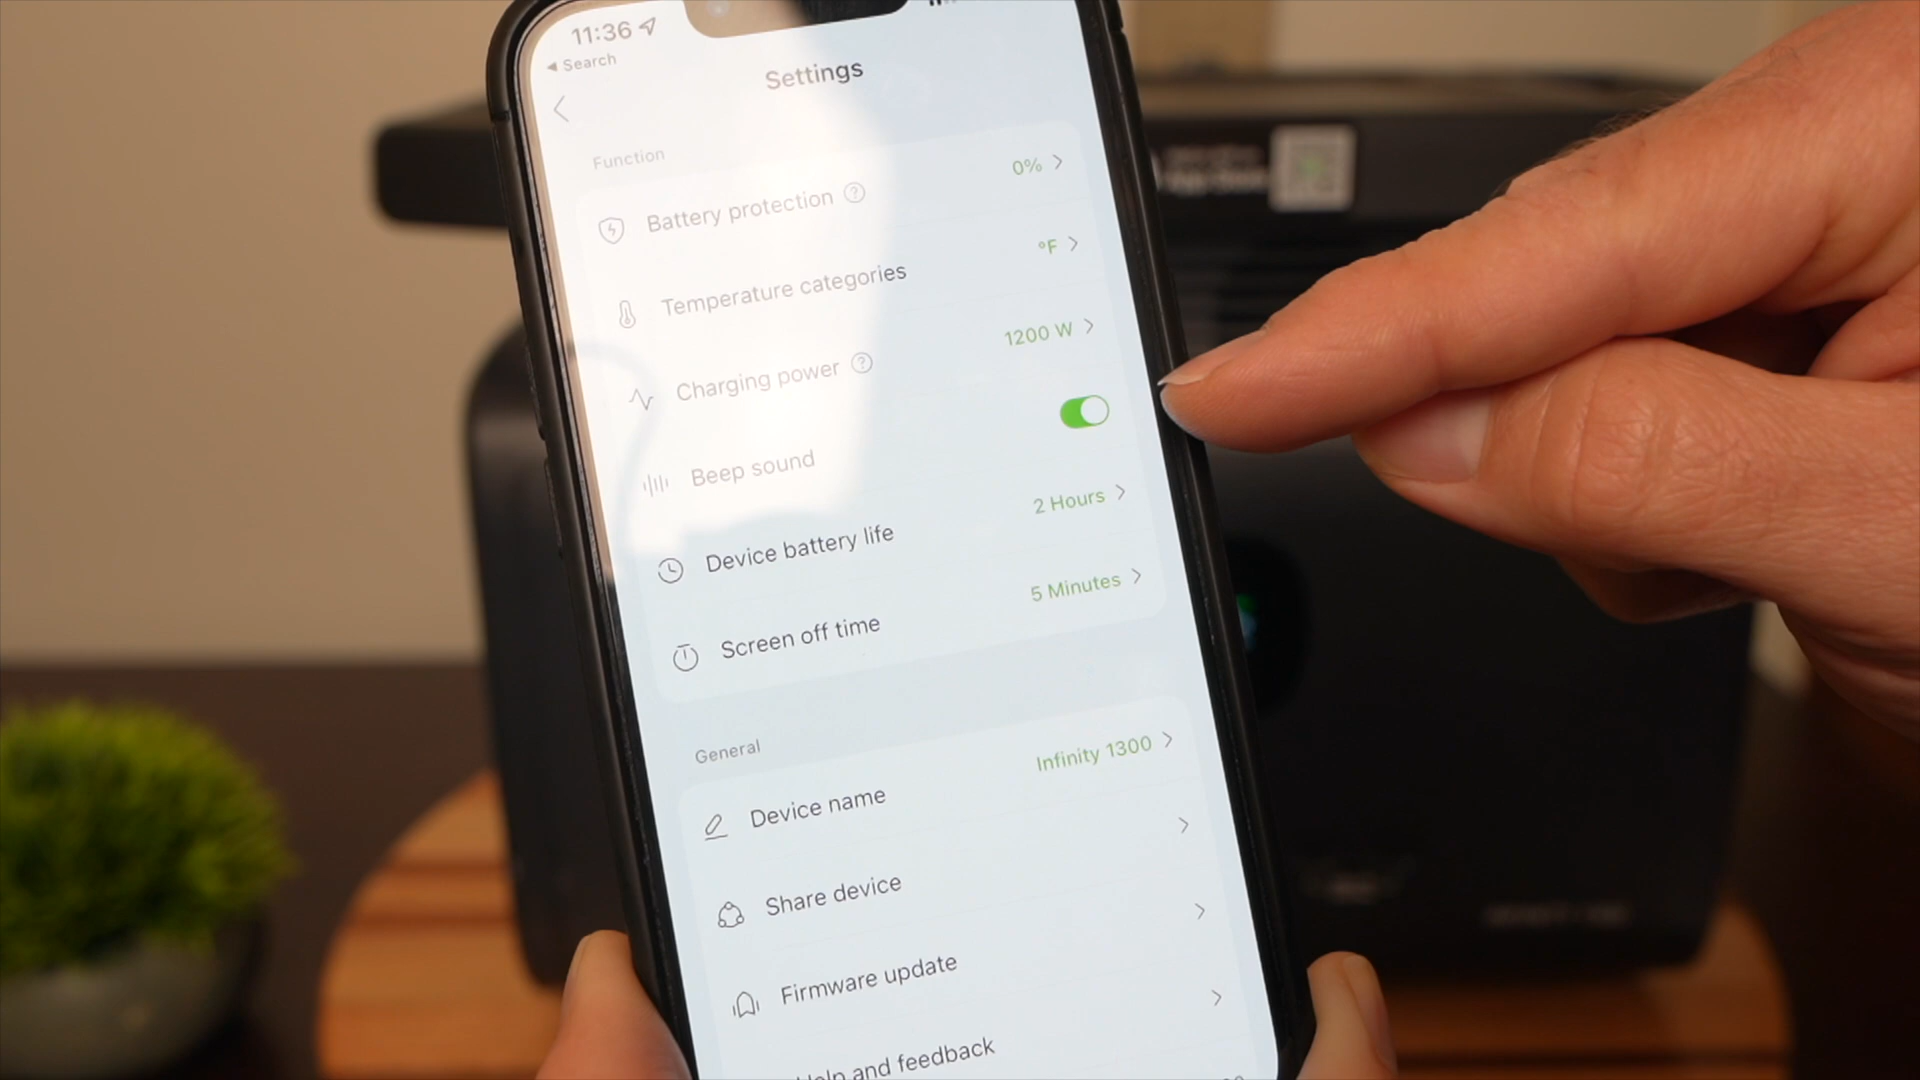 11:36
◀ Search
Settings
Function
Battery protection ? 0% >
Temperature categories °F >
Charging power ? 1200 W >
Beep sound
Device battery life 2 Hours >
Screen off time 5 Minutes >
General
Device name Infinity 1300 >
Share device >
Firmware update >
Help and feedback >